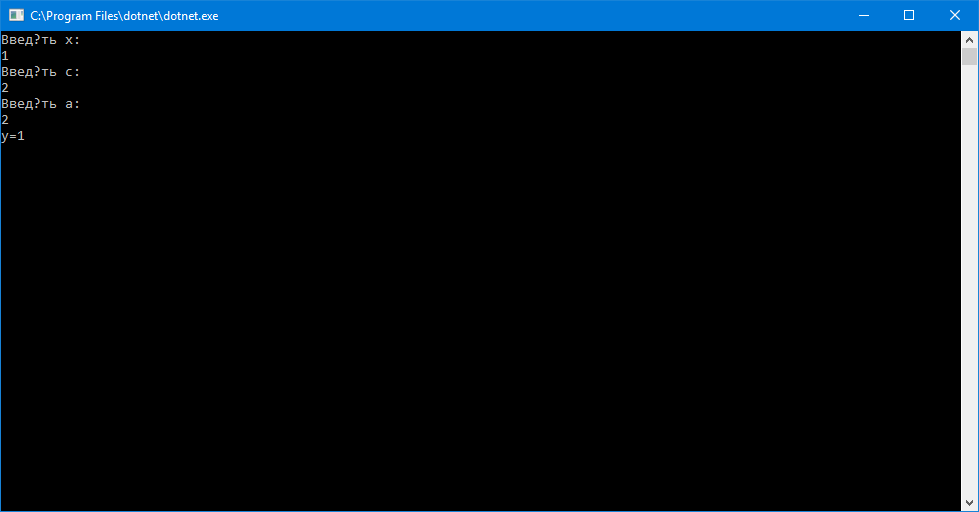 C:\Program Files\dotnet\dotnet.exe
Введ?ть x:
1
Введ?ть c:
2
Введ?ть a:
2
y=1